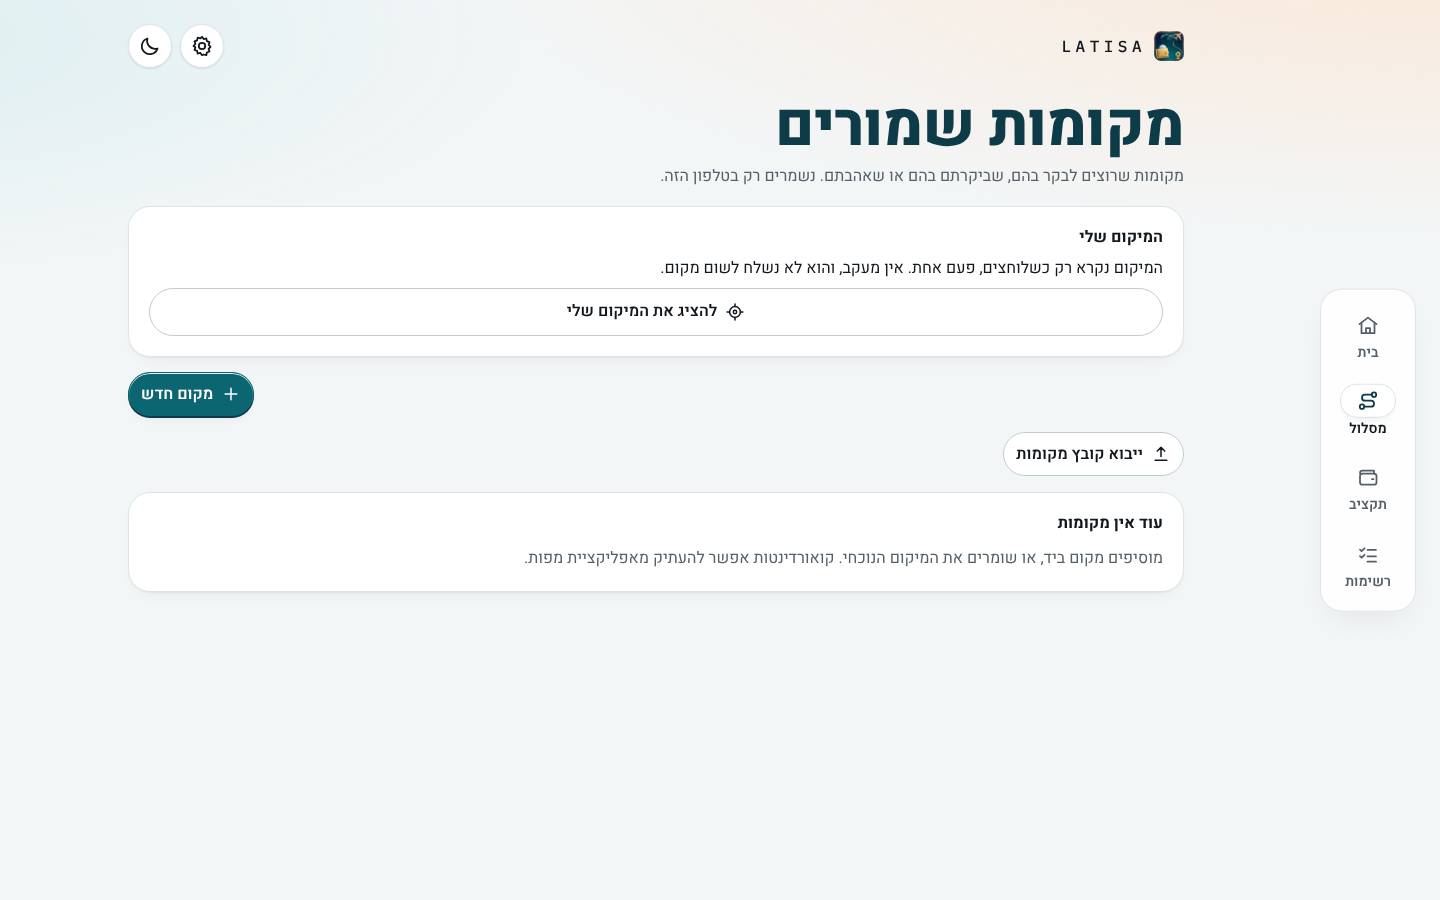 LATISA
מקומות שמורים
מקומות שרוצים לבקר בהם, שביקרתם בהם או שאהבתם. נשמרים רק בטלפון הזה.
המיקום שלי
המיקום נקרא רק כשלוחצים, פעם אחת. אין מעקב, והוא לא נשלח לשום מקום.
להציג את המיקום שלי
מקום חדש
ייבוא קובץ מקומות
עוד אין מקומות
מוסיפים מקום ביד, או שומרים את המיקום הנוכחי. קואורדינטות אפשר להעתיק מאפליקציית מפות.
בית
מסלול
תקציב
רשימות